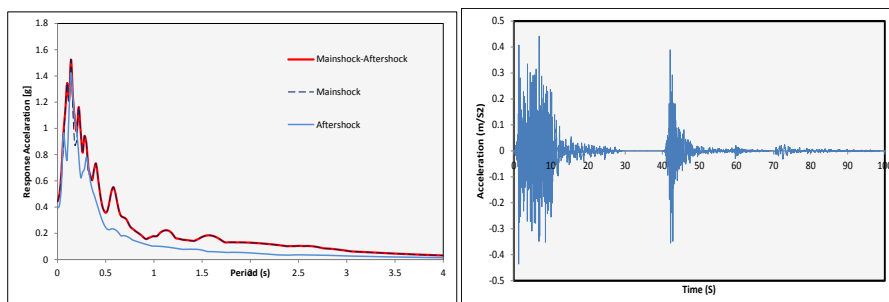 1.8
1.6
1.4
1.2
1
0.8
0.6
0.4
0.2
0
Response Accelaration [g]
Mainshock-Aftershock
Mainshock
Aftershock
0 0.5 1 1.5 2 2.5 3 3.5 4
Period (s)
0.5
0.4
0.3
0.2
0.1
0
-0.1
-0.2
-0.3
-0.4
-0.5
Acceleration (m/S2)
0 10 20 30 40 50 60 70 80 90 100
Time (S)